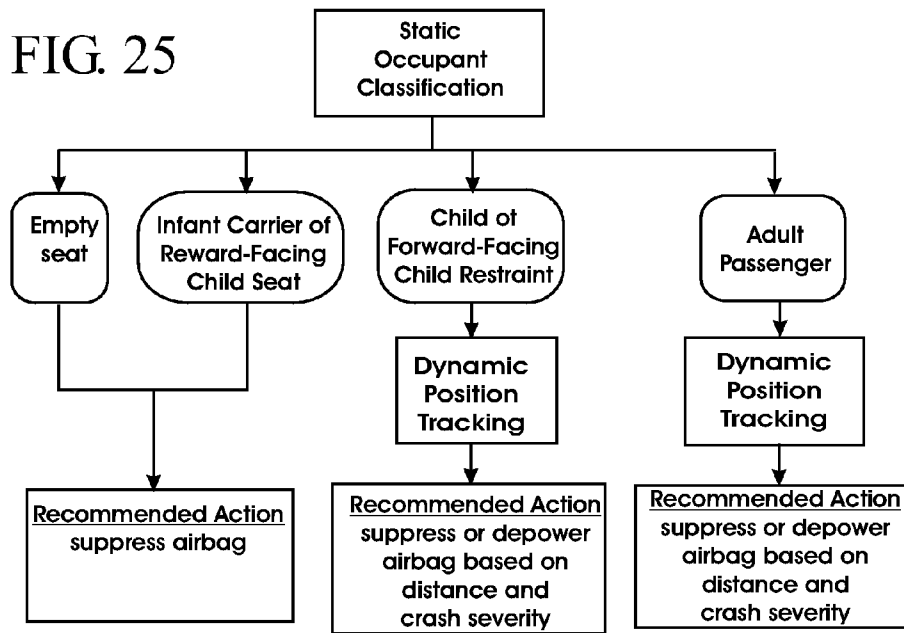 FIG. 25
Static
Occupant
Classification
Empty
seat
Infant Carrier of
Reward-Facing
Child Seat
Child of
Forward-Facing
Child Restraint
Adult
Passenger
Dynamic
Position
Tracking
Dynamic
Position
Tracking
Recommended Action
suppress airbag
Recommended Action
suppress or depower
airbag based on
distance and
crash severity
Recommended Action
suppress or depower
airbag based on
distance and
crash severity